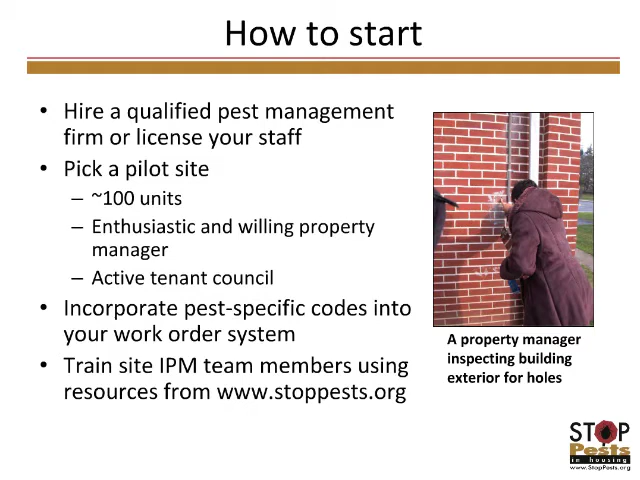 How to start
• Hire a qualified pest management
firm or license your staff
• Pick a pilot site
– ~100 units
– Enthusiastic and willing property
manager
– Active tenant council
• Incorporate pest-specific codes into
your work order system
• Train site IPM team members using
resources from www.stoppests.org
A property manager
inspecting building
exterior for holes
STOP
Pests
in housing
www.StopPests.org